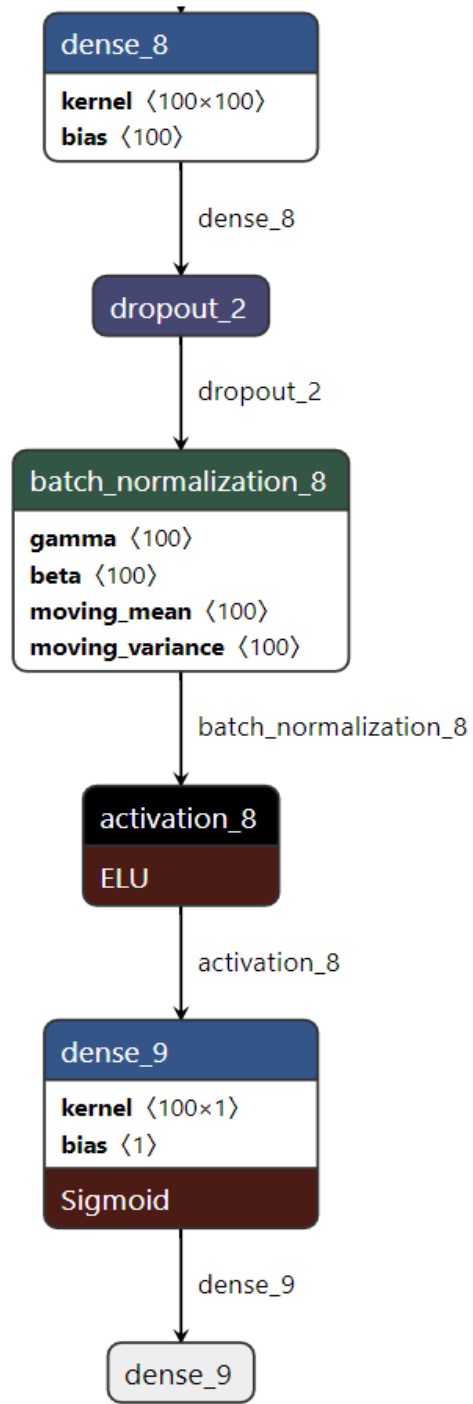 dense_8
kernel 〈100×100〉
bias 〈100〉
dense_8
dropout_2
dropout_2
batch_normalization_8
gamma 〈100〉
beta 〈100〉
moving_mean 〈100〉
moving_variance 〈100〉
batch_normalization_8
activation_8
ELU
activation_8
dense_9
kernel 〈100×1〉
bias 〈1〉
Sigmoid
dense_9
dense_9